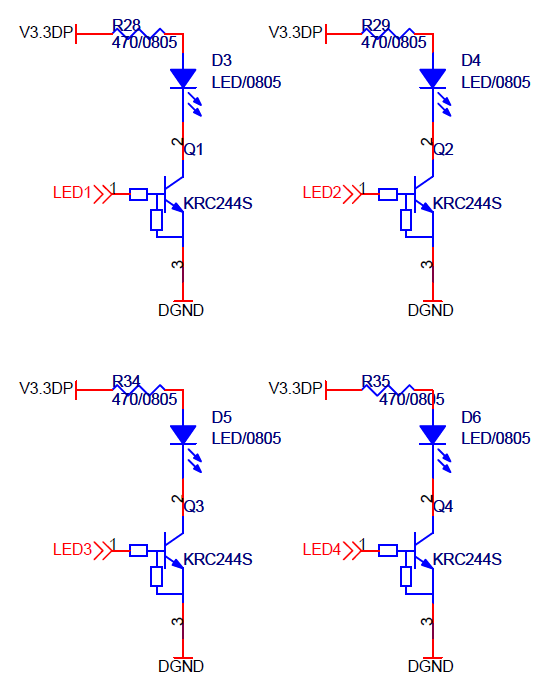 V3.3DP
R28
470/0805
D3
LED/0805
2
Q1
LED1
1
KRC244S
3
DGND
V3.3DP
R29
470/0805
D4
LED/0805
2
Q2
LED2
1
KRC244S
3
DGND
V3.3DP
R34
470/0805
D5
LED/0805
2
Q3
LED3
1
KRC244S
3
DGND
V3.3DP
R35
470/0805
D6
LED/0805
2
Q4
LED4
1
KRC244S
3
DGND